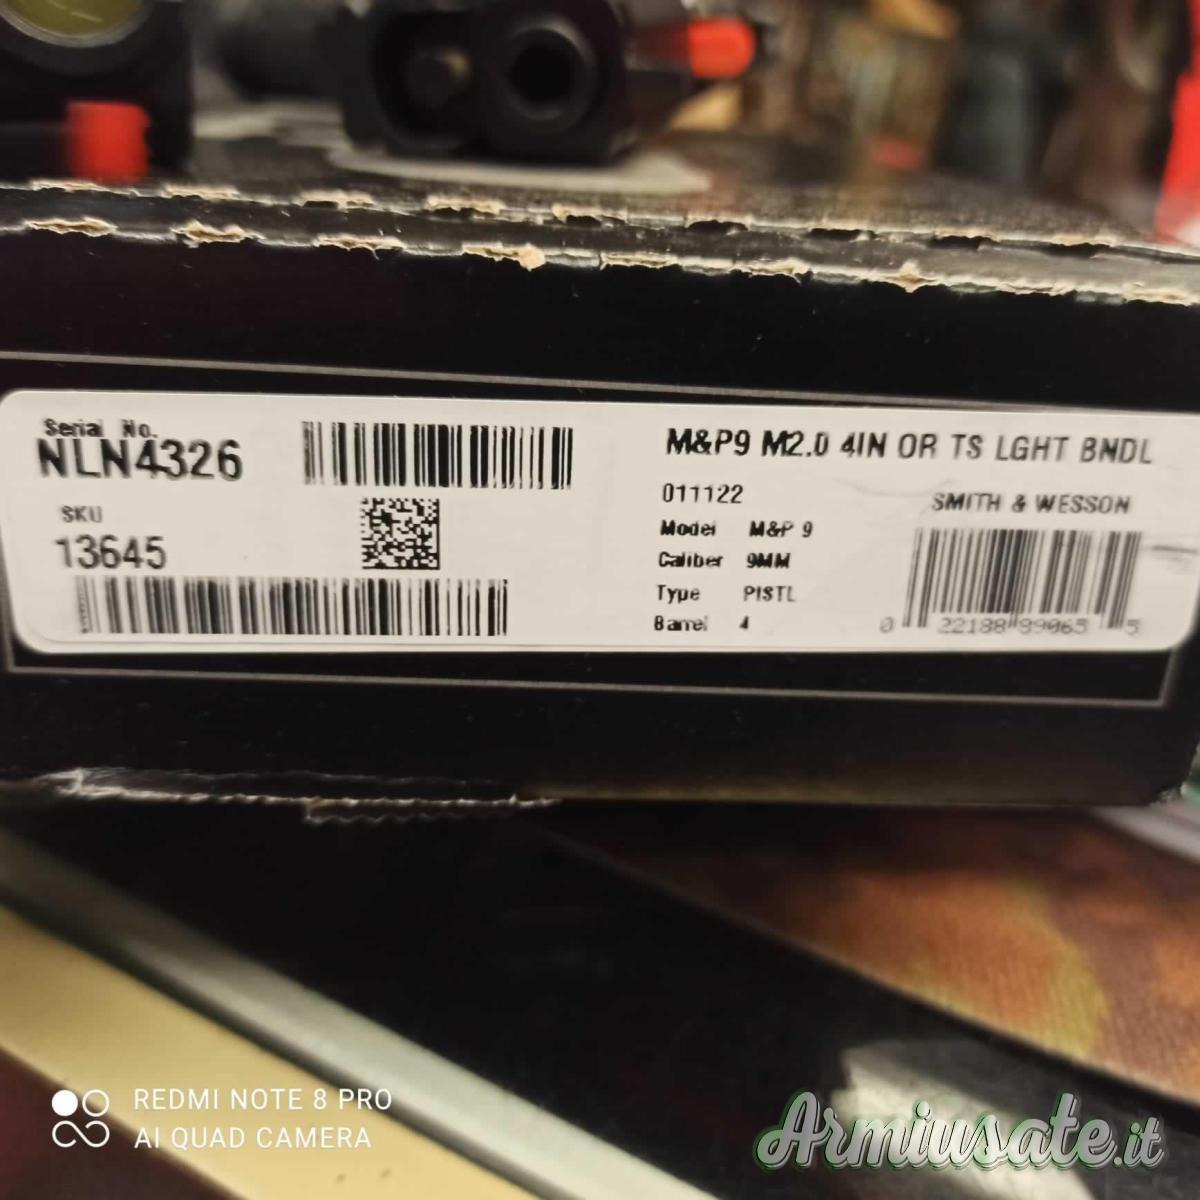 Serial No.
NLN4326
SKU
13645
M&P9 M2.0 4IN OR TS LGHT BNDL
011122
SMITH & WESSON
Model M&P 9
Caliber 9MM
Type PISTL
Barrel 4
0 22188 89065 5
REDMI NOTE 8 PRO
AI QUAD CAMERA
Armiusate.it